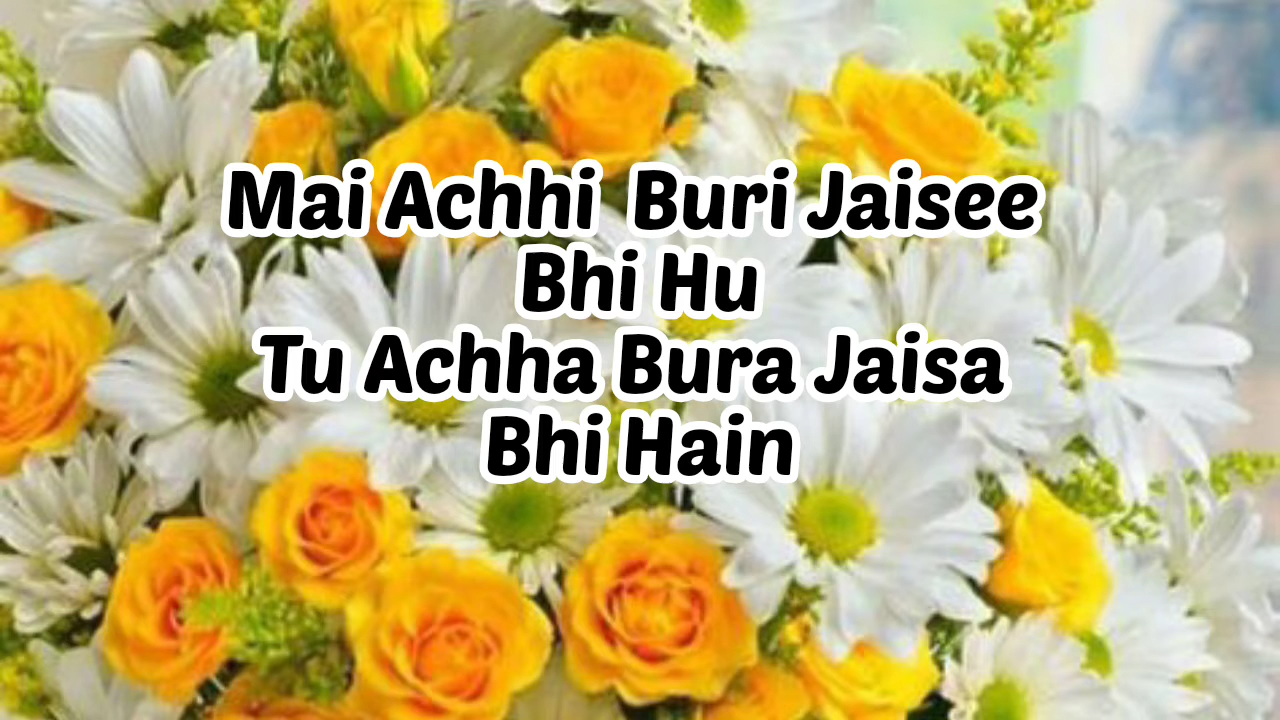 Mai Achhi Buri Jaisee
Bhi Hu
Tu Achha Bura Jaisa
Bhi Hain